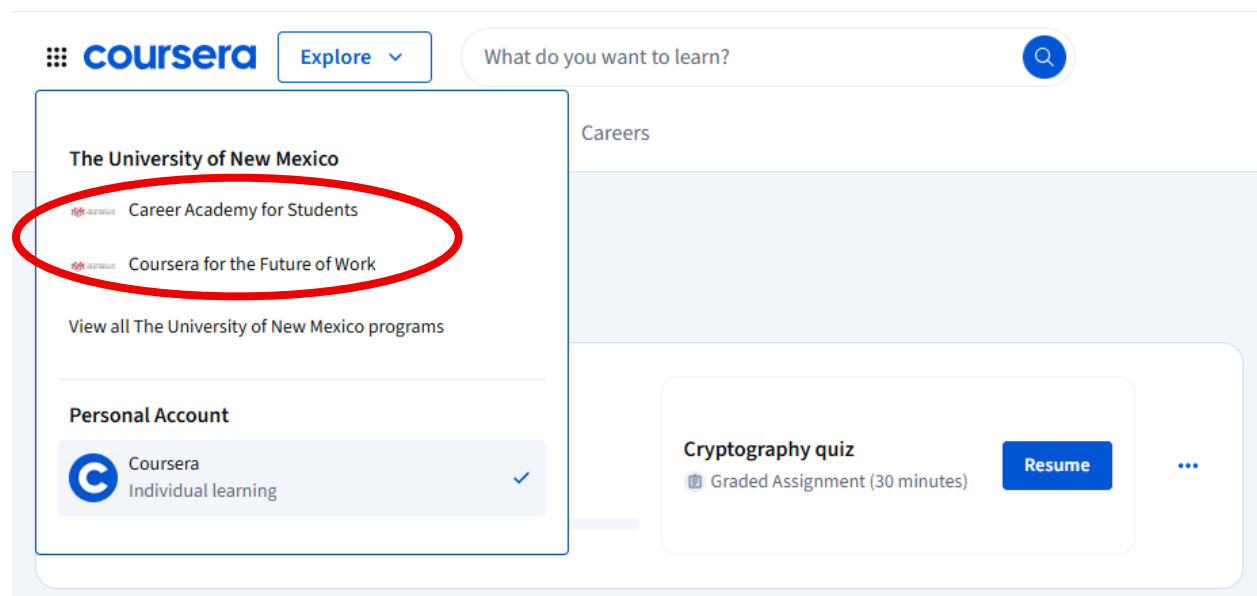 coursera
Explore
What do you want to learn?
Careers
The University of New Mexico
Career Academy for Students
Coursera for the Future of Work
View all The University of New Mexico programs
Personal Account
Coursera
Individual learning
Cryptography quiz
Graded Assignment (30 minutes)
Resume